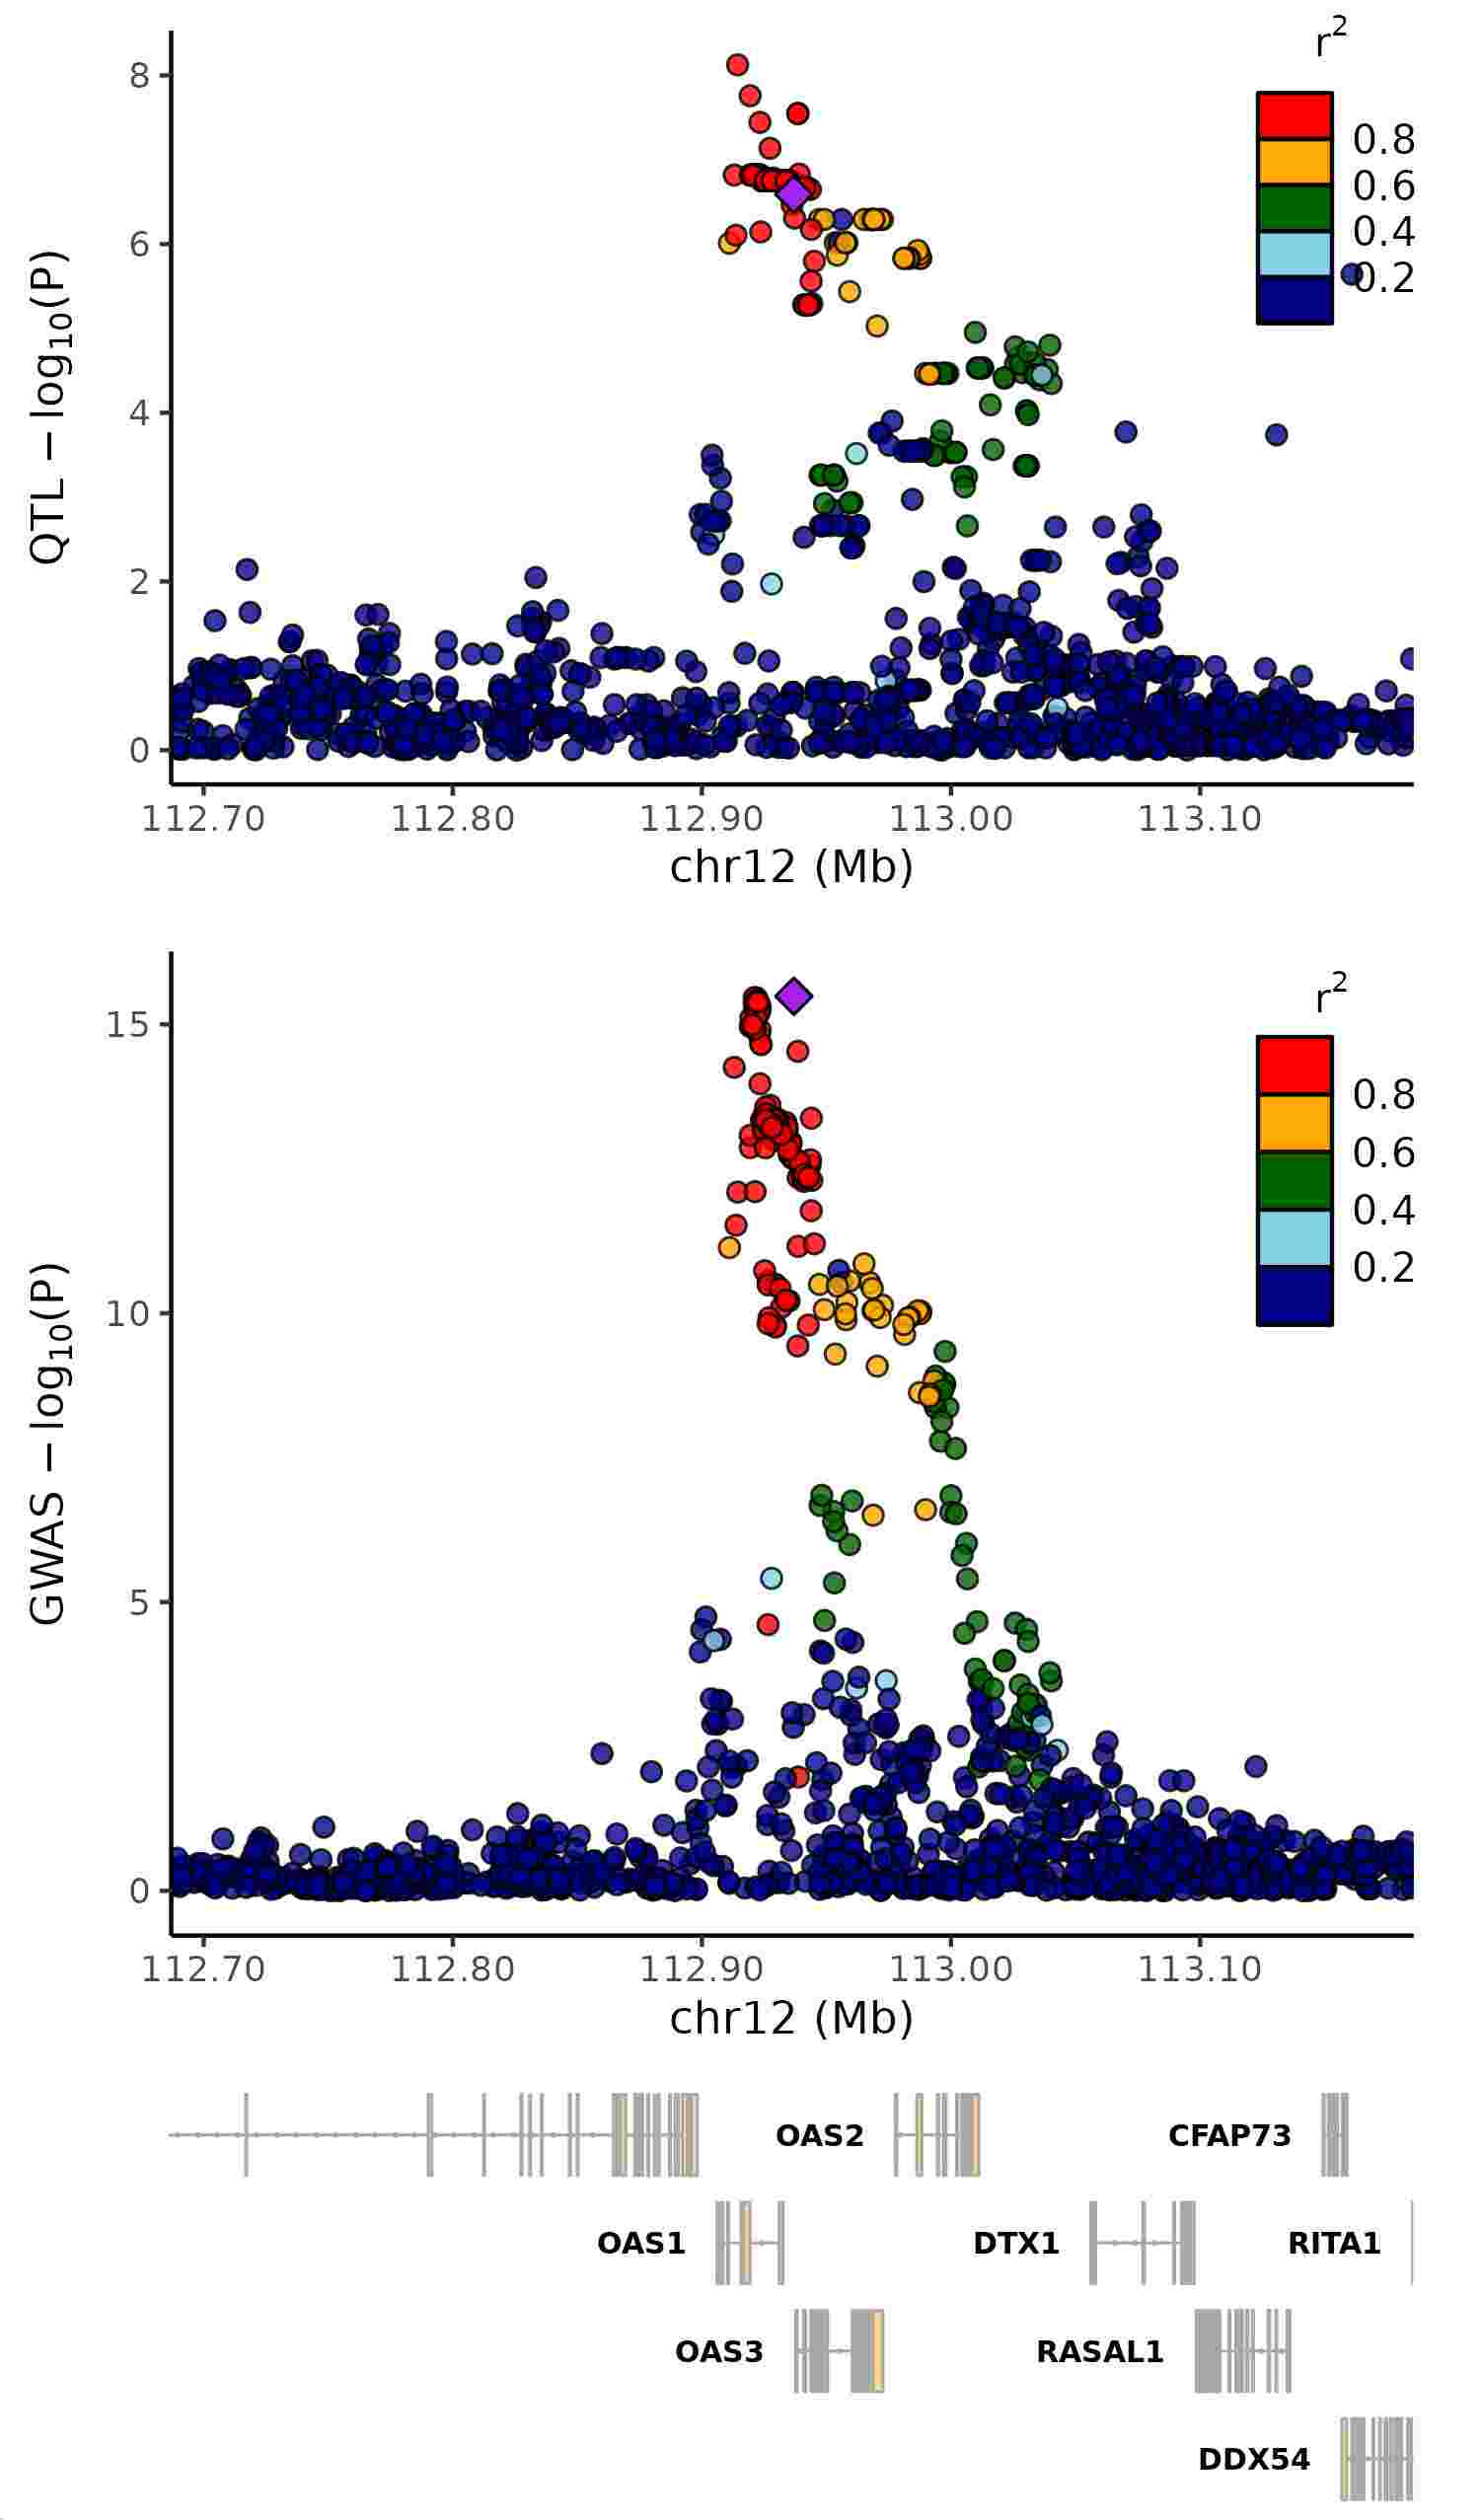 r2
8
6
4
2
0
0.8
0.6
0.4
0.2
QTL − log10(P)
112.70 112.80 112.90 113.00 113.10
chr12 (Mb)
r2
15
10
5
0
0.8
0.6
0.4
0.2
GWAS − log10(P)
112.70 112.80 112.90 113.00 113.10
chr12 (Mb)
OAS2 CFAP73
OAS1 DTX1 RITA1
OAS3 RASAL1
DDX54